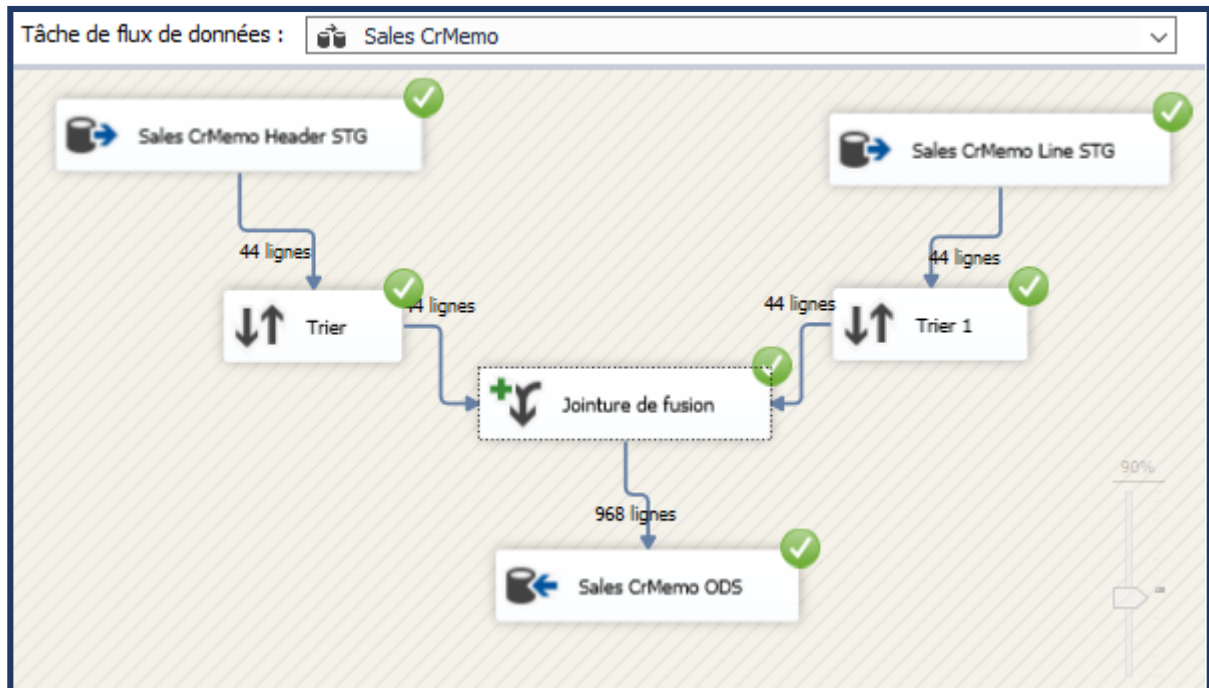 Tâche de flux de données :
Sales CrMemo
Sales CrMemo Header STG
Sales CrMemo Line STG
44 lignes
44 lignes
Trier
lignes
44 lignes
Trier 1
Jointure de fusion
90%
968 lignes
Sales CrMemo ODS